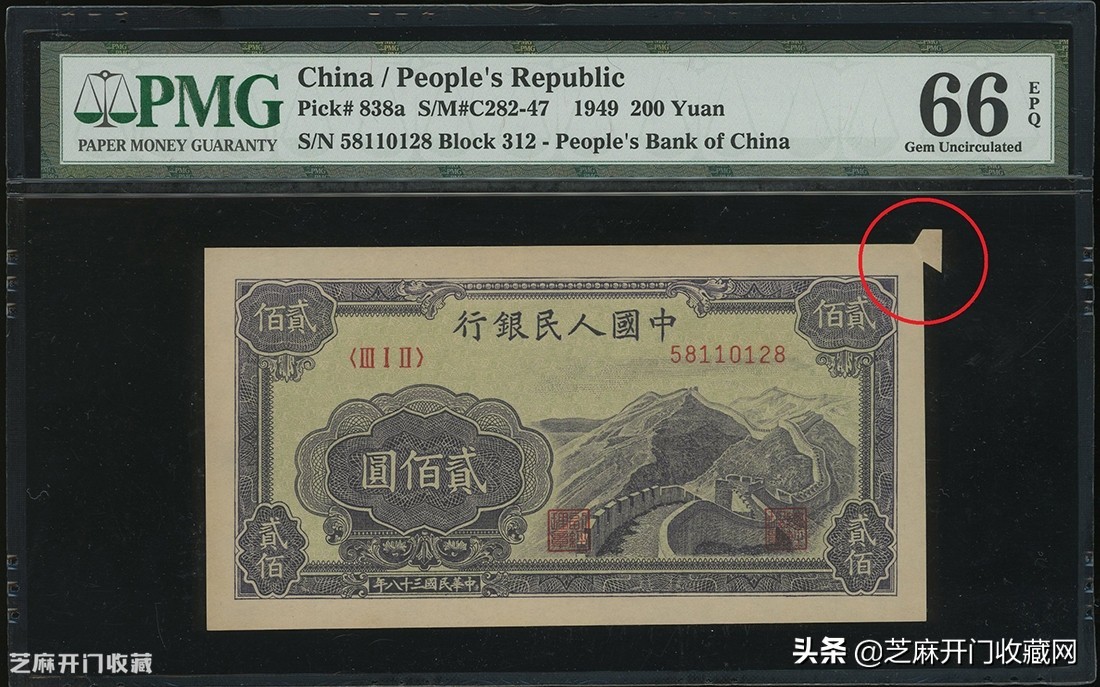 PMG
PAPER MONEY GUARANTY
China / People's Republic
Pick# 838a S/M#C282-47 1949 200 Yuan
S/N 58110128 Block 312 - People's Bank of China
66
EPQ
Gem Uncirculated
佰貳
行銀民人國中
佰貳
〈III I II〉
58110128
圓佰貳
貳佰
貳佰
年八十三國民華中
芝麻开门收藏
头条 @芝麻开门收藏网